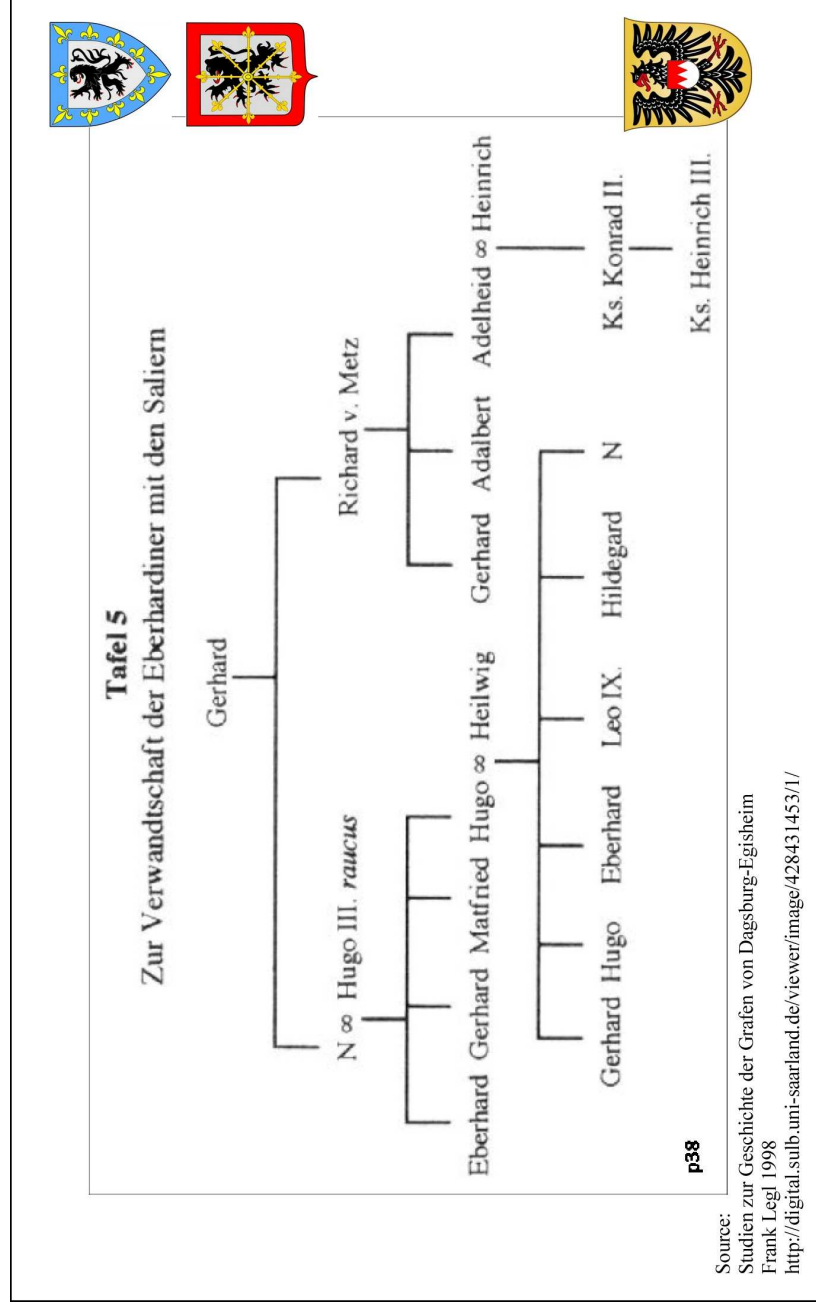 Tafel 5
Zur Verwandtschaft der Eberhardiner mit den Saliern
Gerhard
N ∞ Hugo III. raucus Richard v. Metz
Eberhard Gerhard Matfried Hugo ∞ Heilwig Gerhard Adalbert Adelheid ∞ Heinrich
Gerhard Hugo Eberhard Leo IX. Hildegard N Ks. Konrad II.
Ks. Heinrich III.
p38
Source:
Studien zur Geschichte der Grafen von Dagsburg-Egisheim
Frank Legl 1998
http://digital.sulb.uni-saarland.de/viewer/image/428431453/1/